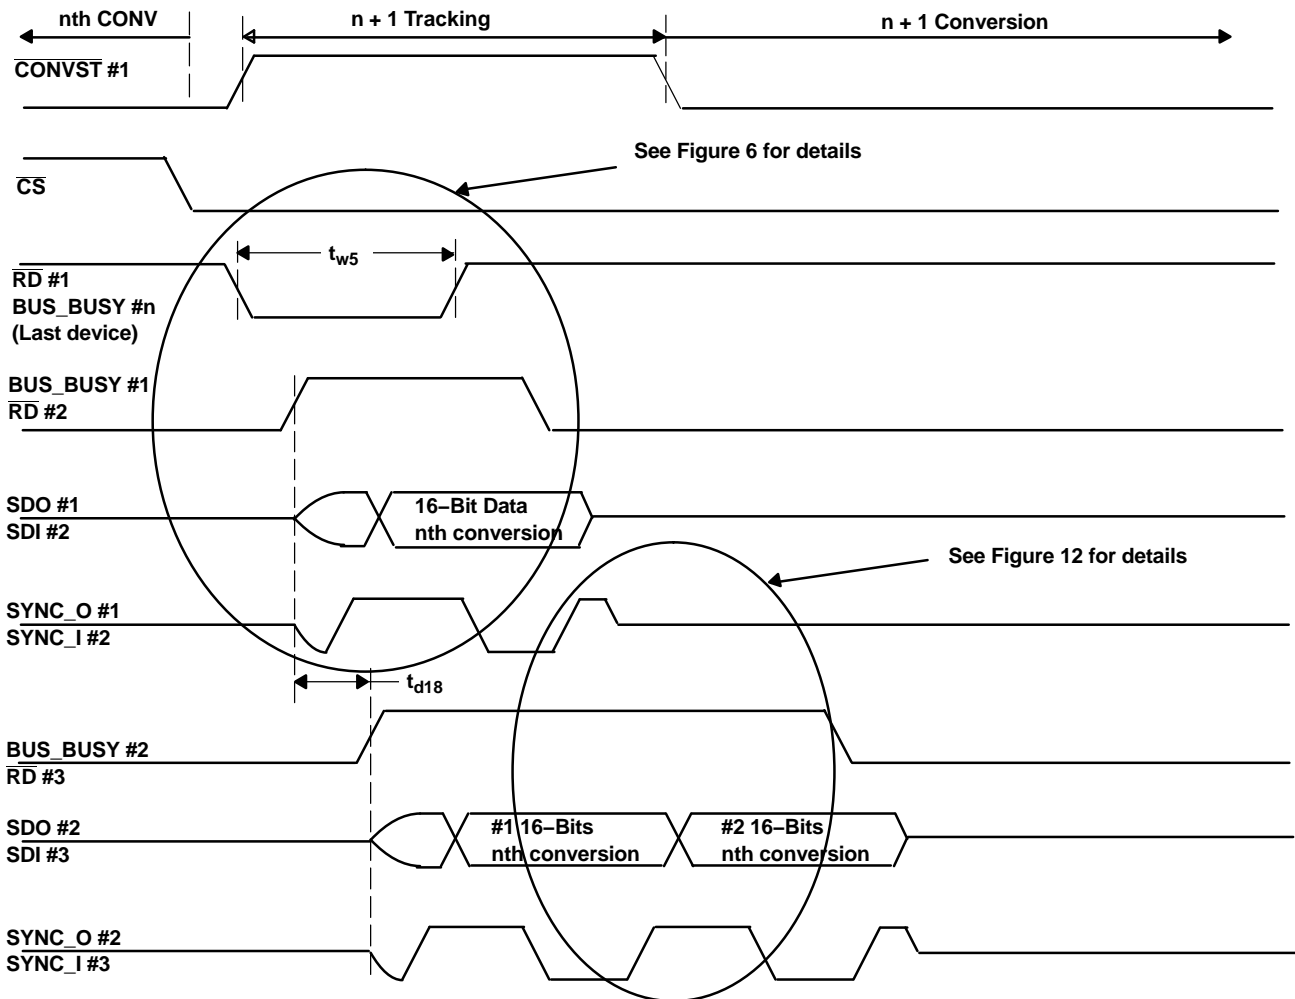 nth CONV
n + 1 Tracking
n + 1 Conversion
CONVST #1
See Figure 6 for details
CS
tw5
RD #1
BUS_BUSY #n
(Last device)
BUS_BUSY #1
RD #2
SDO #1
SDI #2
16−Bit Data
nth conversion
See Figure 12 for details
SYNC_O #1
SYNC_I #2
td18
BUS_BUSY #2
RD #3
SDO #2
SDI #3
#1 16−Bits
nth conversion
#2 16−Bits
nth conversion
SYNC_O #2
SYNC_I #3